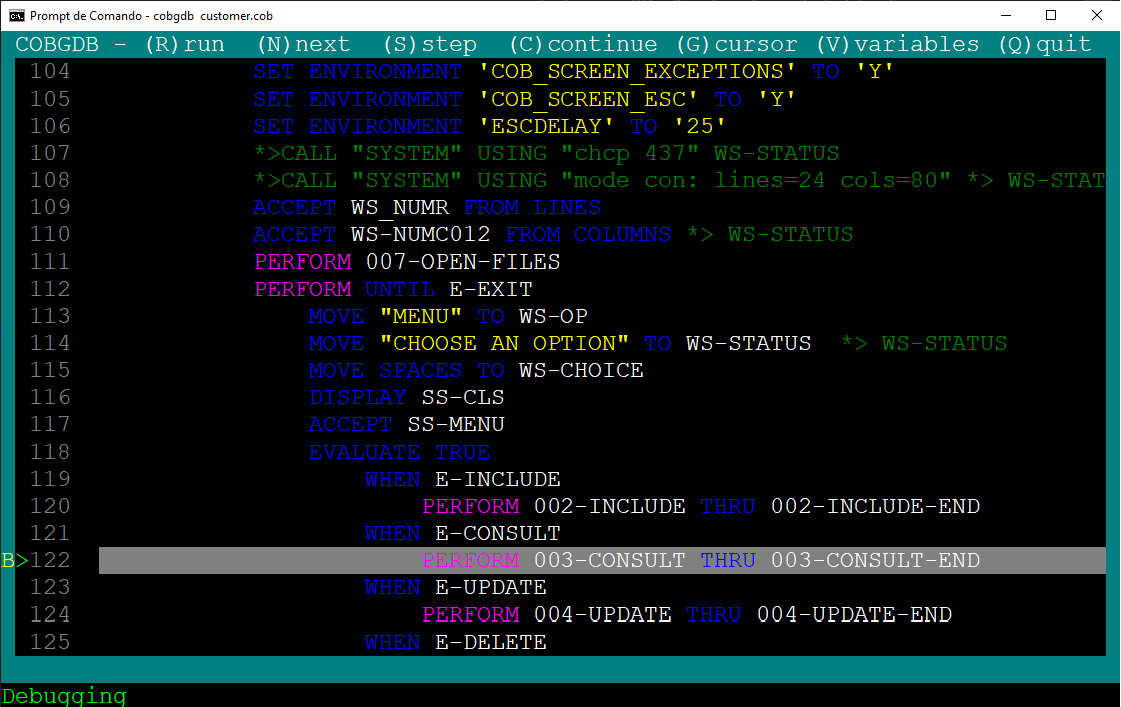 Prompt de Comando - cobgdb  customer.cob
COBGDB - (R)run  (N)next  (S)step  (C)continue (G)cursor (V)variables (Q)quit
104 SET ENVIRONMENT 'COB_SCREEN_EXCEPTIONS' TO 'Y'
105 SET ENVIRONMENT 'COB_SCREEN_ESC' TO 'Y'
106 SET ENVIRONMENT 'ESCDELAY' TO '25'
107 *>CALL "SYSTEM" USING "chcp 437" WS-STATUS
108 *>CALL "SYSTEM" USING "mode con: lines=24 cols=80" *> WS-STAT
109 ACCEPT WS_NUMR FROM LINES
110 ACCEPT WS-NUMC012 FROM COLUMNS *> WS-STATUS
111 PERFORM 007-OPEN-FILES
112 PERFORM UNTIL E-EXIT
113 MOVE "MENU" TO WS-OP
114 MOVE "CHOOSE AN OPTION" TO WS-STATUS  *> WS-STATUS
115 MOVE SPACES TO WS-CHOICE
116 DISPLAY SS-CLS
117 ACCEPT SS-MENU
118 EVALUATE TRUE
119 WHEN E-INCLUDE
120 PERFORM 002-INCLUDE THRU 002-INCLUDE-END
121 WHEN E-CONSULT
B>122 PERFORM 003-CONSULT THRU 003-CONSULT-END
123 WHEN E-UPDATE
124 PERFORM 004-UPDATE THRU 004-UPDATE-END
125 WHEN E-DELETE
Debugging